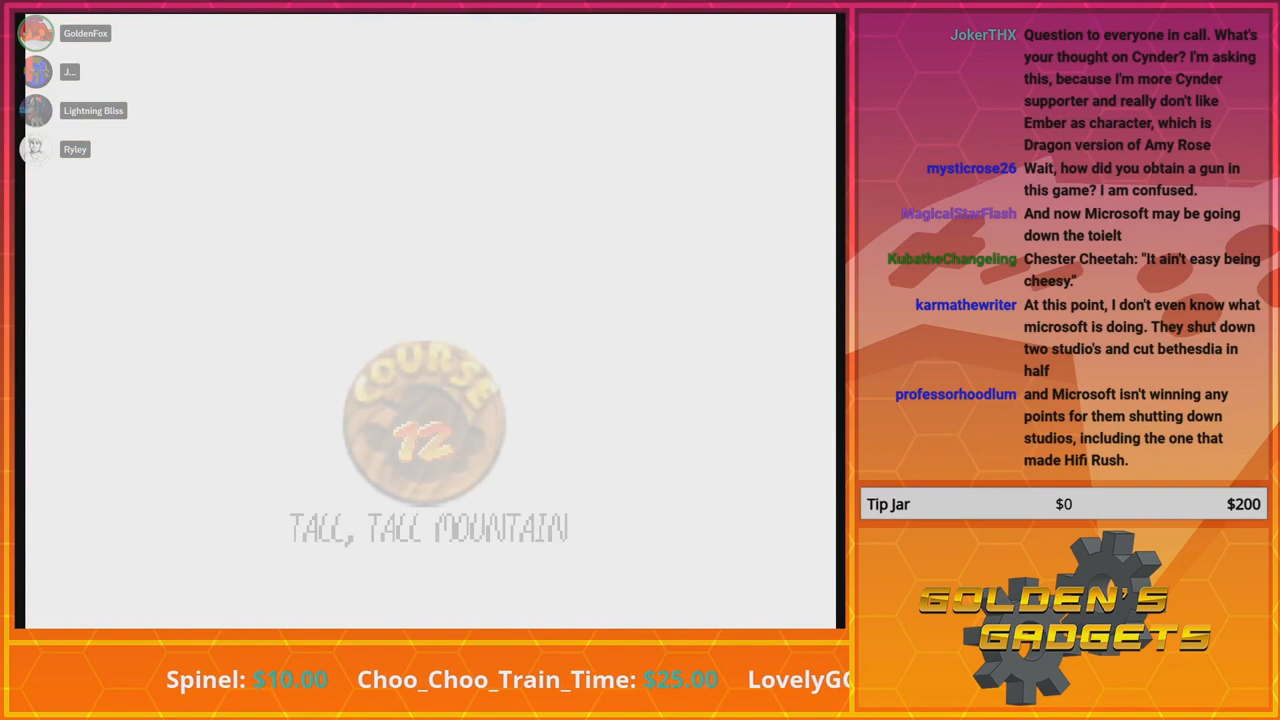 GoldenFox
J...
Lightning Bliss
Ryley
COURSE
12
TALL, TALL MOUNTAIN
JokerTHX Question to everyone in call. What's
your thought on Cynder? I'm asking
this, because I'm more Cynder
supporter and really don't like
Ember as character, which is
Dragon version of Amy Rose
mysticrose26 Wait, how did you obtain a gun in
this game? I am confused.
MagicalStarFlash And now Microsoft may be going
down the toielt
KubatheChangeling Chester Cheetah: "It ain't easy being
cheesy."
karmathewriter At this point, I don't even know what
microsoft is doing. They shut down
two studio's and cut bethesdia in
half
professorhoodlum and Microsoft isn't winning any
points for them shutting down
studios, including the one that
made Hifi Rush.
Tip Jar $0 $200
GOLDEN'S
GADGETS
Spinel: $10.00 Choo_Choo_Train_Time: $25.00